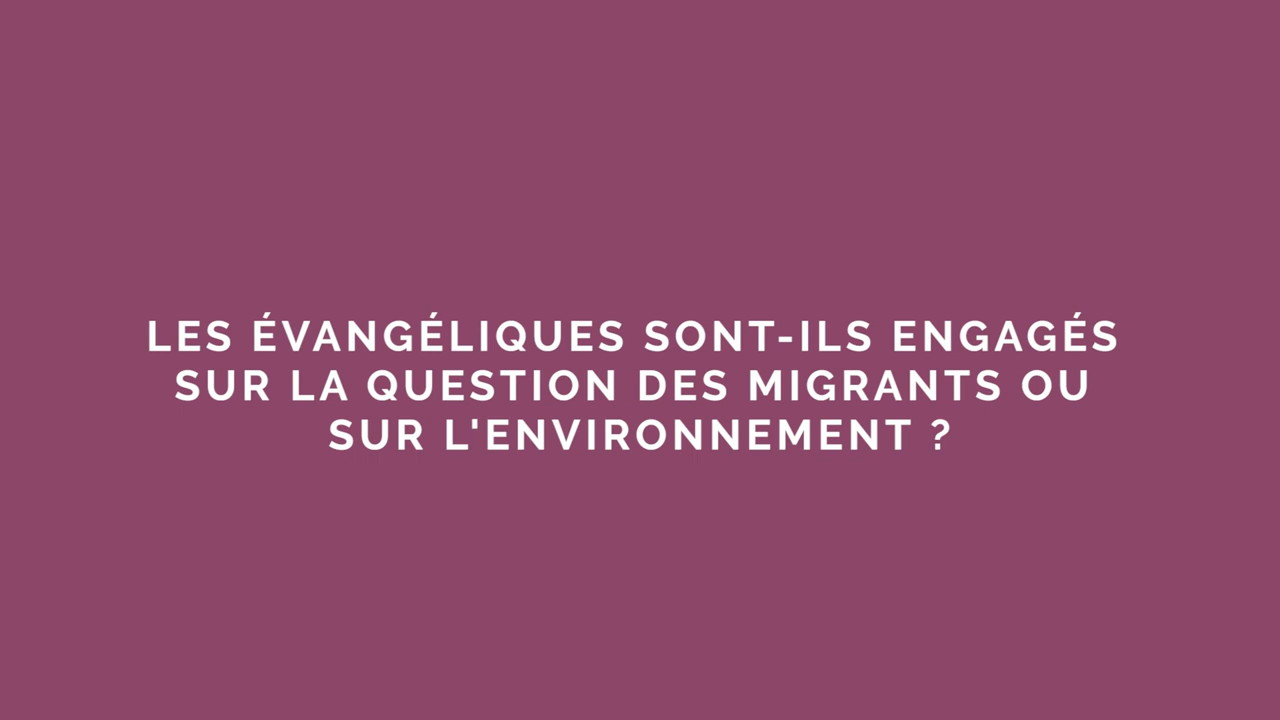 LES ÉVANGÉLIQUES SONT-ILS ENGAGÉS
SUR LA QUESTION DES MIGRANTS OU
SUR L'ENVIRONNEMENT ?